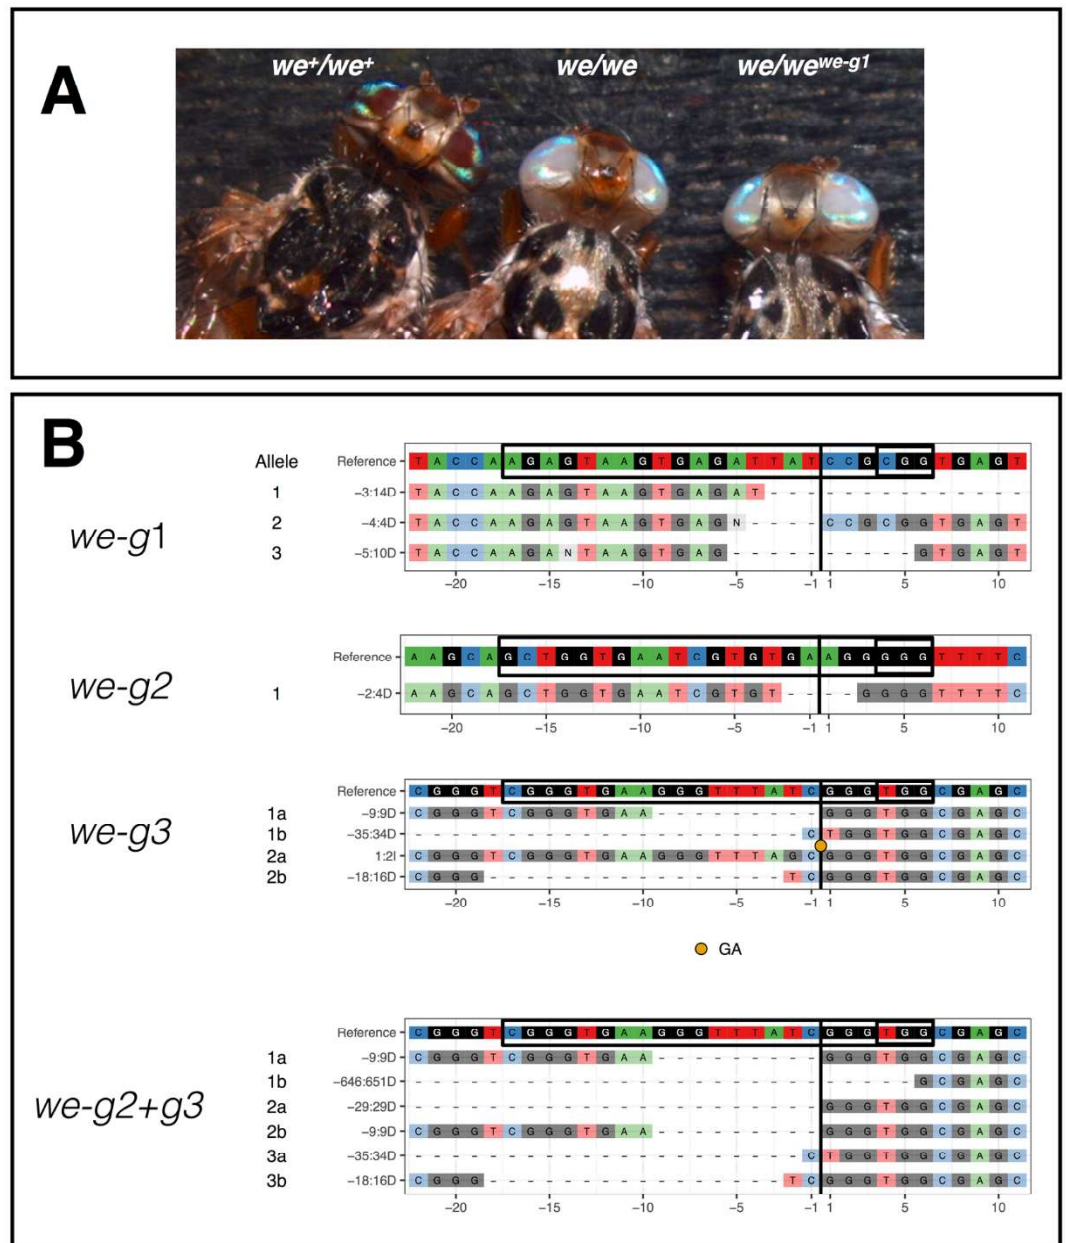 A
we+/we+ we/we we/we^we-g1
B
Allele
Reference T A C C A A G A G T A A G T G A G A T T A T C C G C G G T G A G T
we-g1
1 −3:14D T A C C A A G A G T A A G T G A G A T - - - - - - - - - - - - - -
2 −4:4D T A C C A A G A G T A A G T G A G N - - - - C C G C G G T G A G T
3 −5:10D T A C C A A G A N T A A G T G A G - - - - - - - - - - G T G A G T
−20 −15 −10 −5 −1 1 5 10
we-g2
Reference A A G C A G C T G G T G A A T C G T G T G A A G G G G G T T T T C
1 −2:4D A A G C A G C T G G T G A A T C G T G T - - - - G G G G T T T T C
−20 −15 −10 −5 −1 1 5 10
we-g3
Reference C G G G T C G G G T G A A G G G T T T A T C G G G T G G C G A G C
1a −9:9D C G G G T C G G G T G A A - - - - - - - - - G G G T G G C G A G C
1b −35:34D - - - - - - - - - - - - - - - - - - - - - C T G G T G G C G A G C
2a 1:2I C G G G T C G G G T G A A G G G T T T A G C G G G T G G C G A G C
2b −18:16D C G G G - - - - - - - - - - - - - - - - T C G G G T G G C G A G C
−20 −15 −10 −5 −1 1 5 10
GA
we-g2+g3
Reference C G G G T C G G G T G A A G G G T T T A T C G G G T G G C G A G C
1a −9:9D C G G G T C G G G T G A A - - - - - - - - - G G G T G G C G A G C
1b −646:651D - - - - - - - - - - - - - - - - - - - - - - - - - - - G C G A G C
2a −29:29D - - - - - - - - - - - - - - - - - - - - - - G G G T G G C G A G C
2b −9:9D C G G G T C G G G T G A A - - - - - - - - - G G G T G G C G A G C
3a −35:34D - - - - - - - - - - - - - - - - - - - - - C T G G T G G C G A G C
3b −18:16D C G G G - - - - - - - - - - - - - - - - T C G G G T G G C G A G C
−20 −15 −10 −5 −1 1 5 10